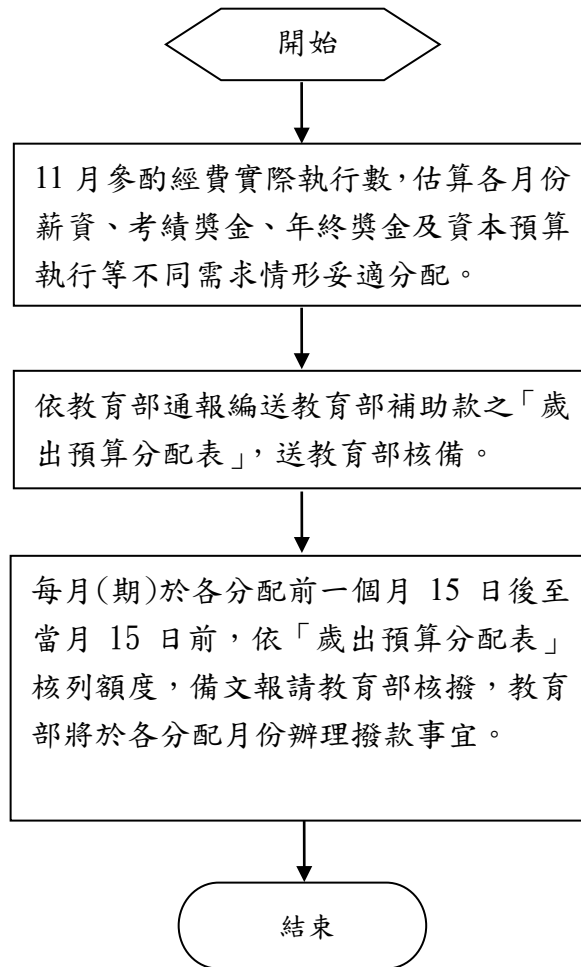 開始
11 月參酌經費實際執行數，估算各月份
薪資、考績獎金、年終獎金及資本預算
執行等不同需求情形妥適分配。
依教育部通報編送教育部補助款之「歲
出預算分配表」，送教育部核備。
每月(期)於各分配前一個月 15 日後至
當月 15 日前，依「歲出預算分配表」
核列額度，備文報請教育部核撥，教育
部將於各分配月份辦理撥款事宜。
結束